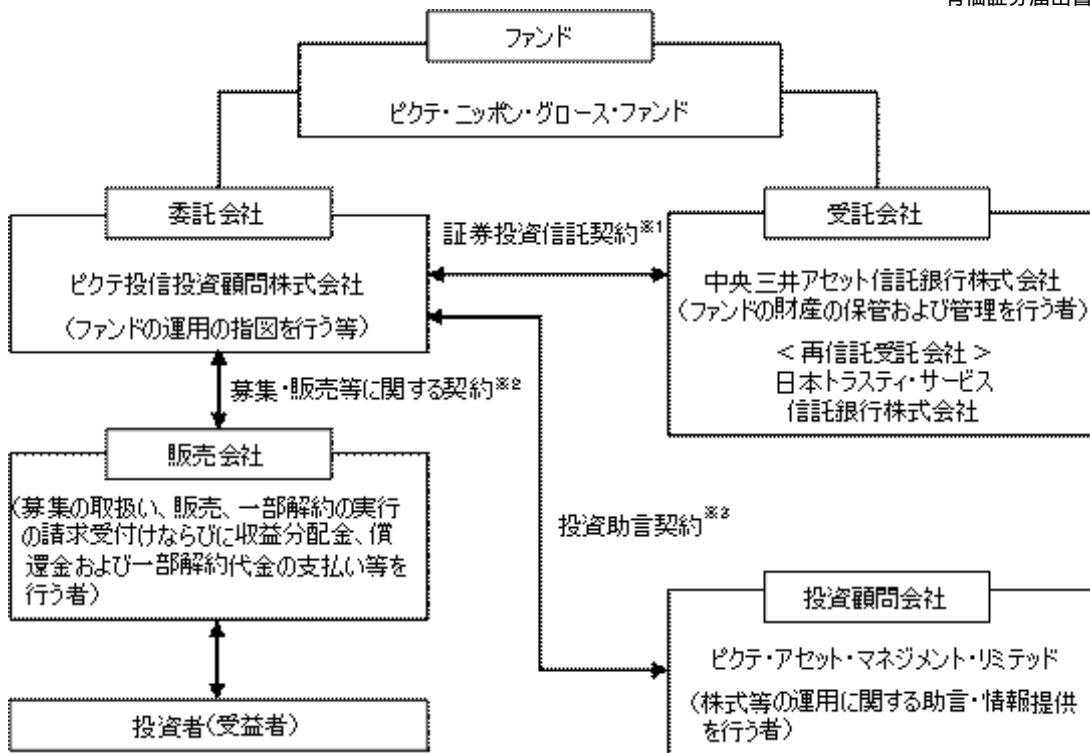 有価証券届出書
ファンド
ピクテ・ニッポン・グロース・ファンド
委託会社
ピクテ投信投資顧問株式会社
(ファンドの運用の指図を行う等)
証券投資信託契約※1
受託会社
中央三井アセット信託銀行株式会社
(ファンドの財産の保管および管理を行う者)
＜再信託受託会社＞
日本トラスティ・サービス
信託銀行株式会社
募集・販売等に関する契約※2
販売会社
(募集の取扱い、販売、一部解約の実行
の請求受付けならびに収益分配金、償
還金および一部解約代金の支払い等を
行う者)
投資助言契約※3
投資顧問会社
ピクテ・アセット・マネジメント・リミテッド
(株式等の運用に関する助言・情報提供
を行う者)
投資者(受益者)